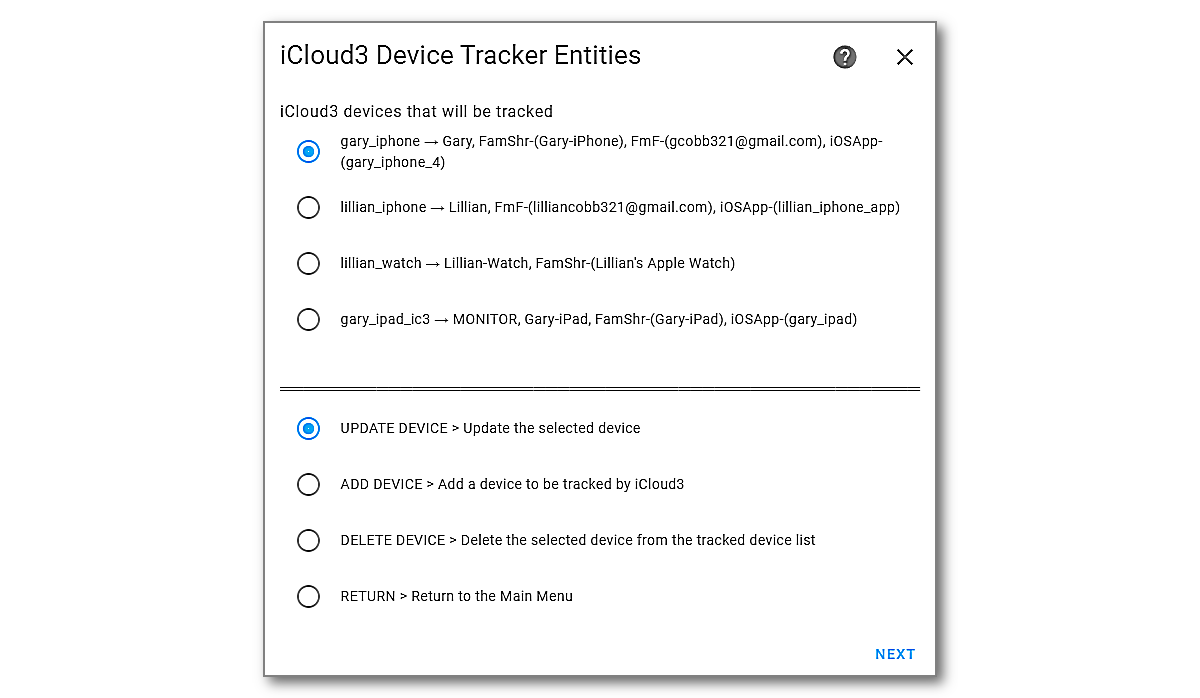 iCloud3 Device Tracker Entities
?
iCloud3 devices that will be tracked
gary_iphone → Gary, FamShr-(Gary-iPhone), FmF-(gcobb321@gmail.com), iOSApp-
(gary_iphone_4)
lillian_iphone → Lillian, FmF-(lilliancobb321@gmail.com), iOSApp-(lillian_iphone_app)
lillian_watch → Lillian-Watch, FamShr-(Lillian's Apple Watch)
gary_ipad_ic3 → MONITOR, Gary-iPad, FamShr-(Gary-iPad), iOSApp-(gary_ipad)
UPDATE DEVICE > Update the selected device
ADD DEVICE > Add a device to be tracked by iCloud3
DELETE DEVICE > Delete the selected device from the tracked device list
RETURN > Return to the Main Menu
NEXT